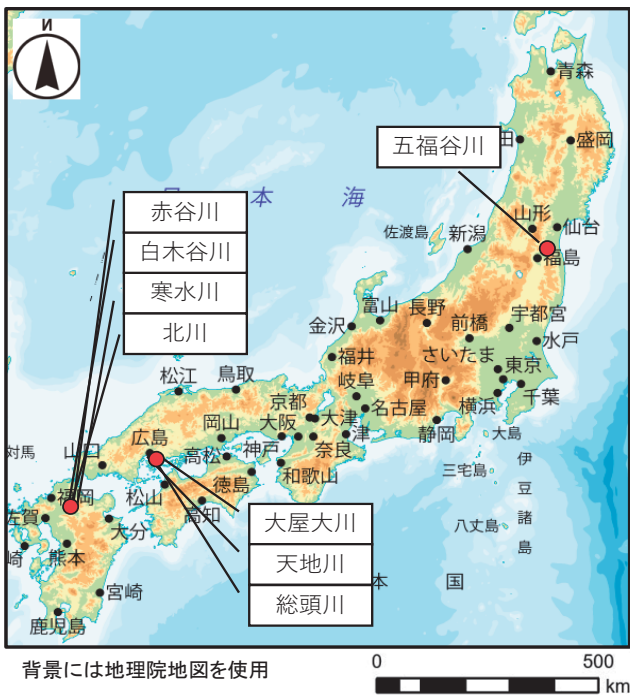 N
青森
田
盛岡
五福谷川
日本海
山形
仙台
佐渡島
新潟
福島
赤谷川
白木谷川
寒水川
北川
富山
長野
宇都宮
金沢
前橋
水戸
福井
さいたま
松江
鳥取
岐阜
甲府
東京
京都
大津
名古屋
横浜
千葉
岡山
大阪
津
静岡
大島
対馬
山口
広島
高松
神戸
奈良
三宅島
伊豆諸島
和歌山
福岡
松山
徳島
八丈島
佐賀
高知
大分
大屋大川
崎
熊本
天地川
本国
宮崎
総頭川
鹿児島
背景には地理院地図を使用
0 500
km